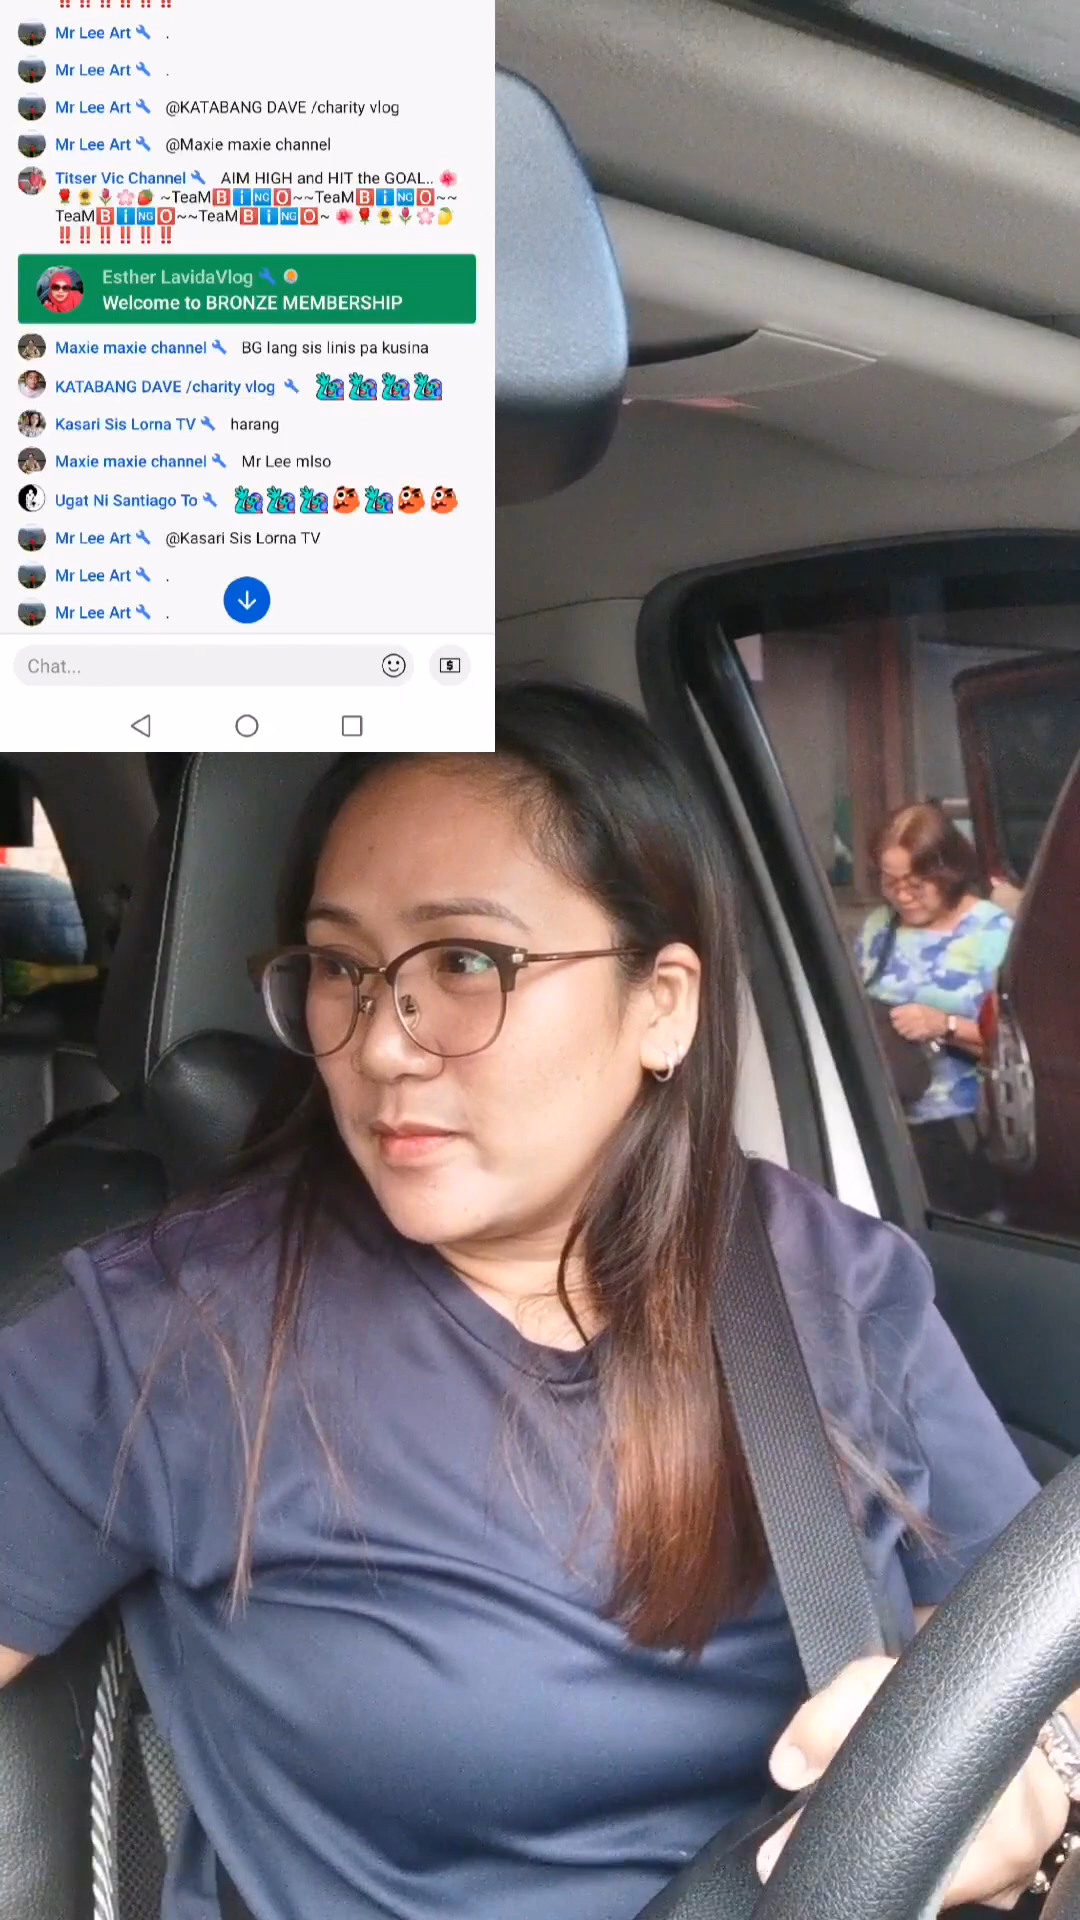 ‼️ ‼️ ‼️ ‼️ ‼️ ‼️
Mr Lee Art .
Mr Lee Art .
Mr Lee Art @KATABANG DAVE /charity vlog
Mr Lee Art @Maxie maxie channel
Titser Vic Channel AIM HIGH and HIT the GOAL.. 🌺
🌹🌻🌷🌸🍓 ~TeaM🅱️ℹ️🆖🅾️~~TeaM🅱️ℹ️🆖🅾️~~
TeaM🅱️ℹ️🆖🅾️~~TeaM🅱️ℹ️🆖🅾️~ 🌺🌹🌻🌷🌸🍋
‼️ ‼️ ‼️ ‼️ ‼️ ‼️
Esther LavidaVlog
Welcome to BRONZE MEMBERSHIP
Maxie maxie channel BG lang sis linis pa kusina
KATABANG DAVE /charity vlog
Kasari Sis Lorna TV harang
Maxie maxie channel Mr Lee mlso
Ugat Ni Santiago To
Mr Lee Art @Kasari Sis Lorna TV
Mr Lee Art .
Mr Lee Art .
Chat...